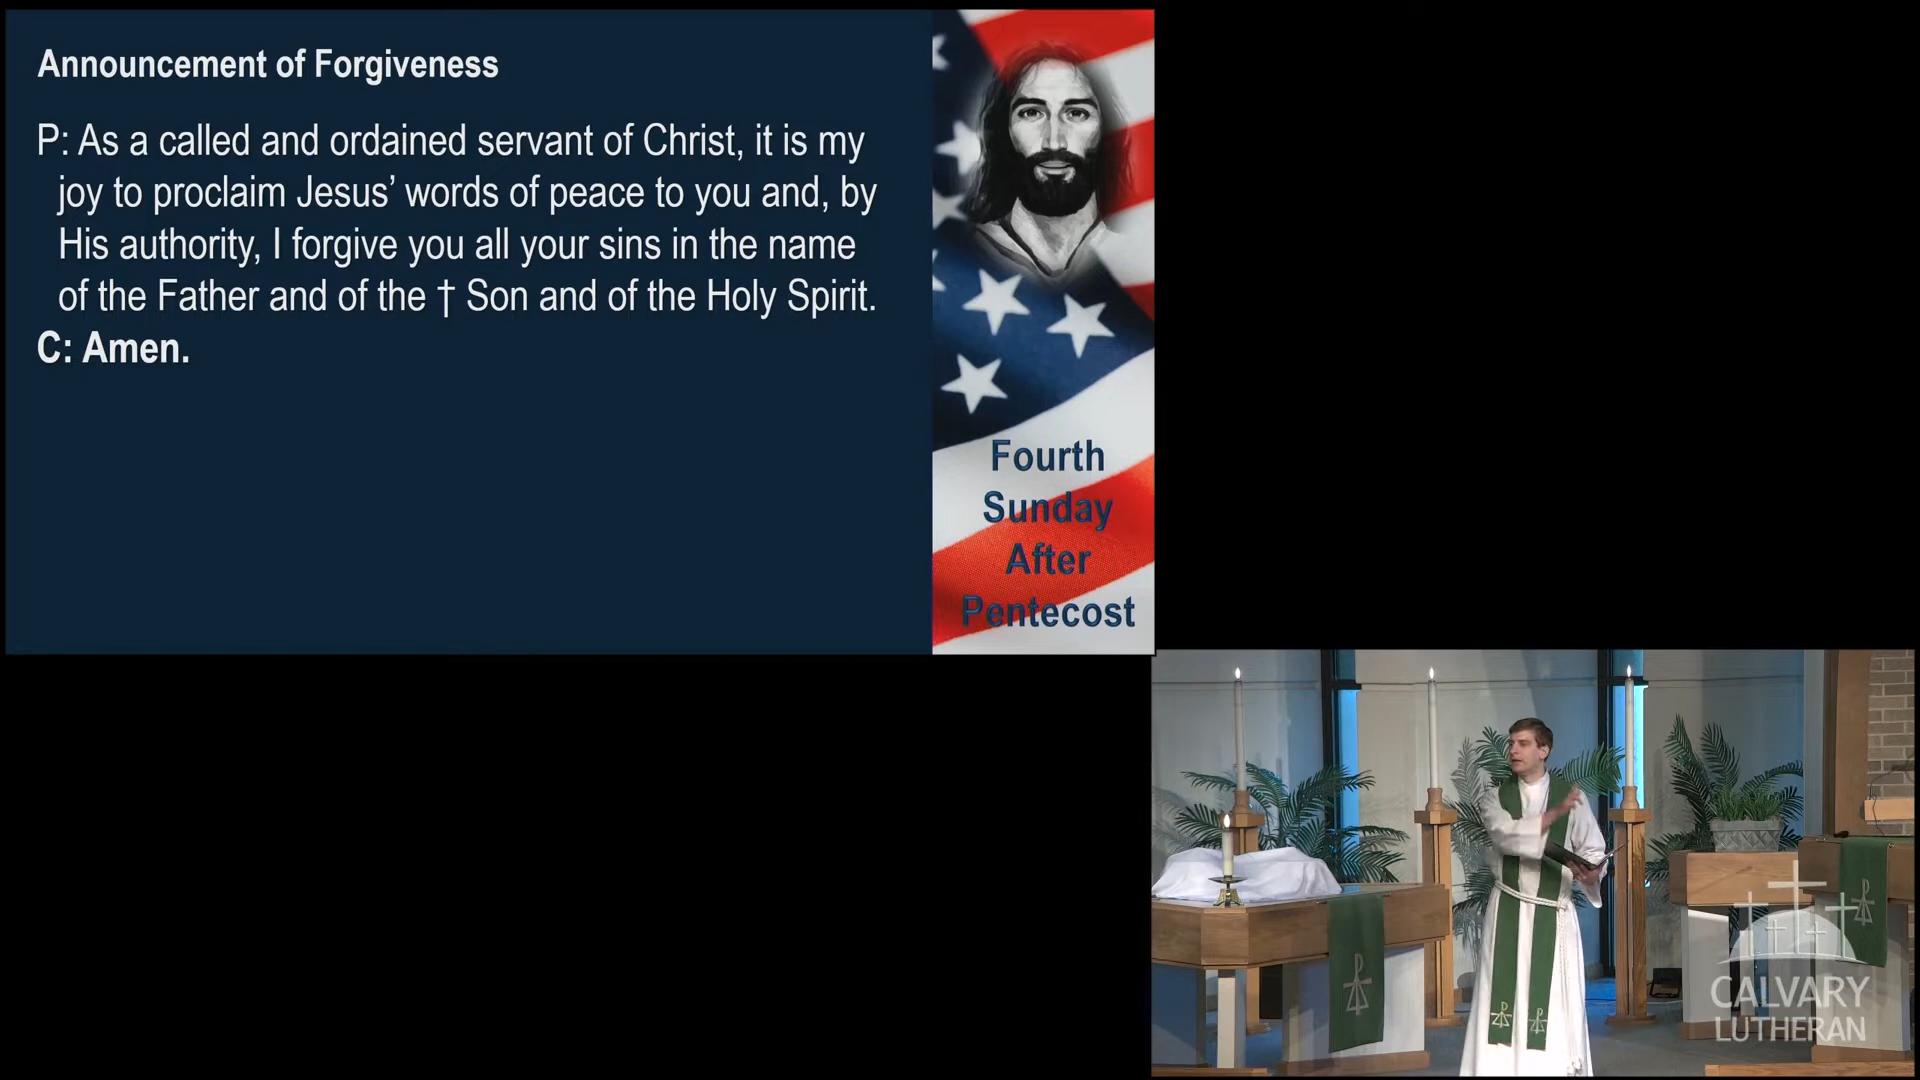 Announcement of Forgiveness
P: As a called and ordained servant of Christ, it is my
joy to proclaim Jesus’ words of peace to you and, by
His authority, I forgive you all your sins in the name
of the Father and of the † Son and of the Holy Spirit.
C: Amen.
Fourth
Sunday
After
Pentecost
CALVARY
LUTHERAN